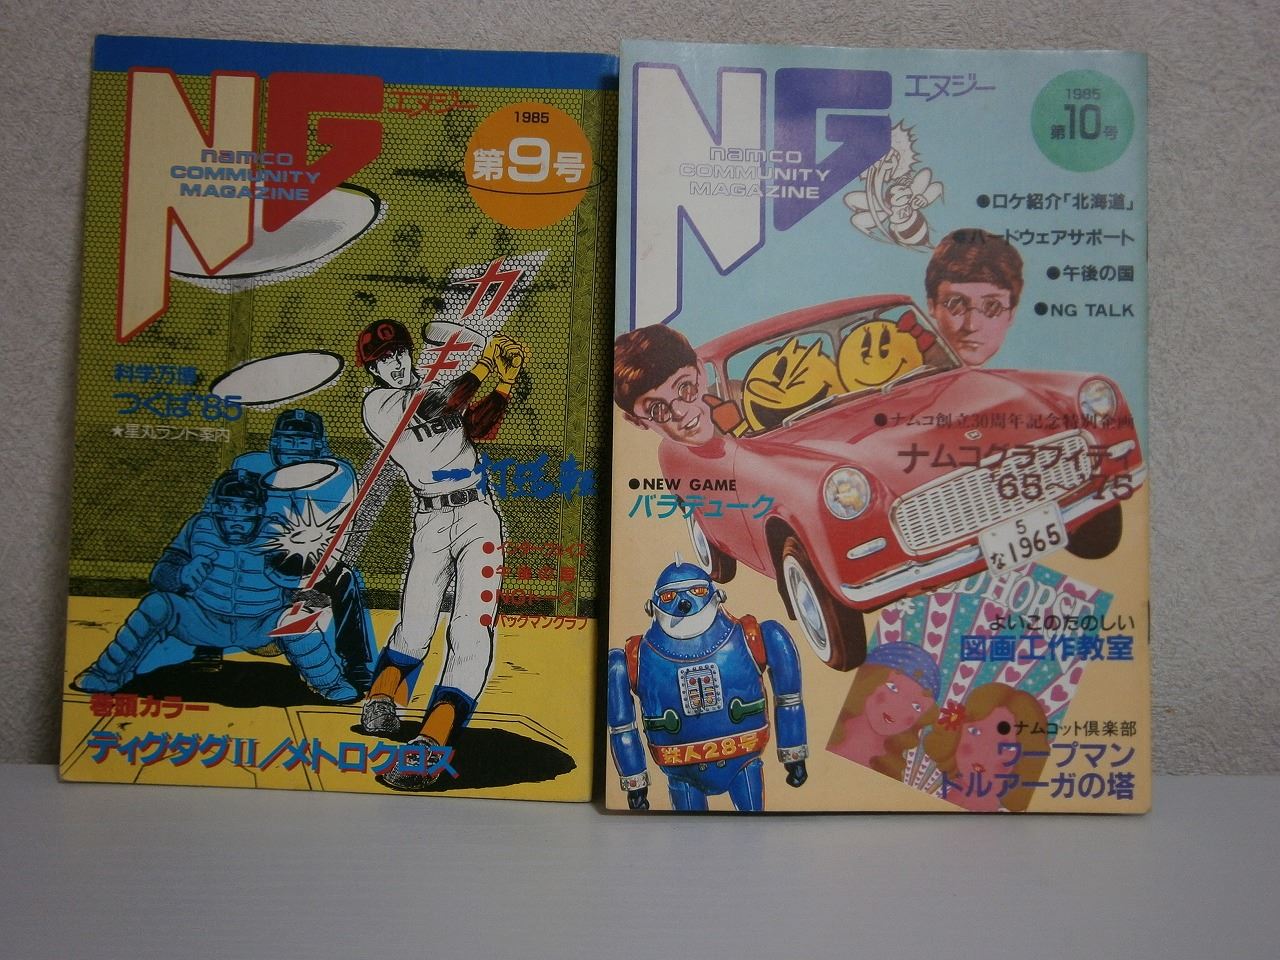 NG
エヌジー
namco
COMMUNITY
MAGAZINE
1985
第9号
カキーン
科学万博
つくば'85
★星丸ランド案内
namco
●インターフェイス
●午後の国
●NGトーク
●パックマンクラブ
巻頭カラー
ディグダグⅡ/メトロクロス
NG
エヌジー
namco
COMMUNITY
MAGAZINE
1985
第10号
●ロケ紹介「北海道」
●ハードウェアサポート
●午後の国
●NG TALK
●ナムコ創立30周年記念特別企画
ナムコグラフィティ
'65~'75
●NEW GAME
バラデューク
5
な1965
よいこのたのしい
図画工作教室
鉄人28号
●ナムコット倶楽部
ワープマン
ドルアーガの塔